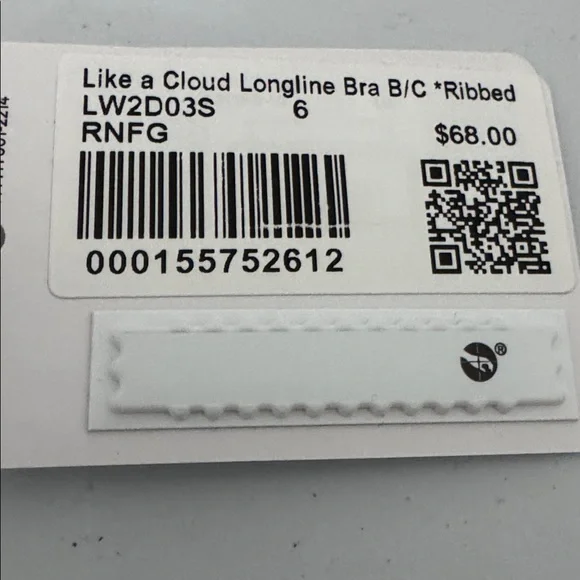 Like a Cloud Longline Bra B/C *Ribbed
LW2D03S 6
RNFG $68.00
000155752612
®